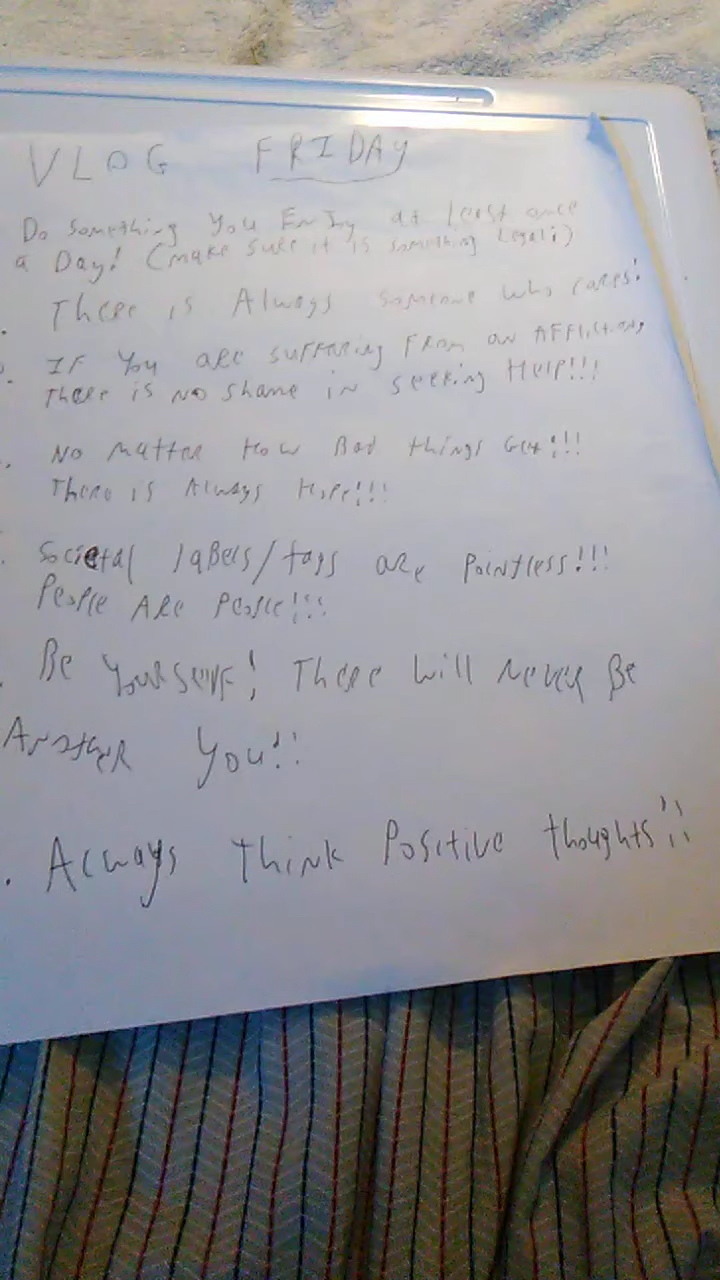 VLOG FRIDAY
Do Something You Enjoy at Least once
a Day! (make sure it is something Legal!)
There is Always someone who cares!
If You are suffering From an Affliction,
There is No shame in seeking Help!!!
No Matter How Bad things Get!!!
There is Always Hope!!!
Societal labels/tags are Pointless!!!
People Are People!!!
Be Yourself! There will never Be
Another You!!
Always Think Positive thoughts!!